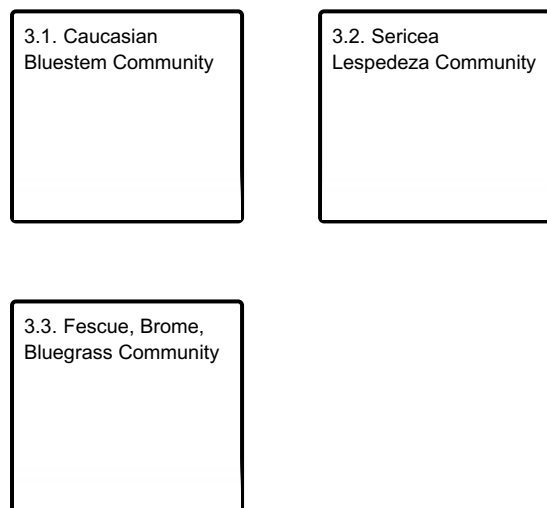 3.1. Caucasian
Bluestem Community
3.2. Sericea
Lespedeza Community
3.3. Fescue, Brome,
Bluegrass Community